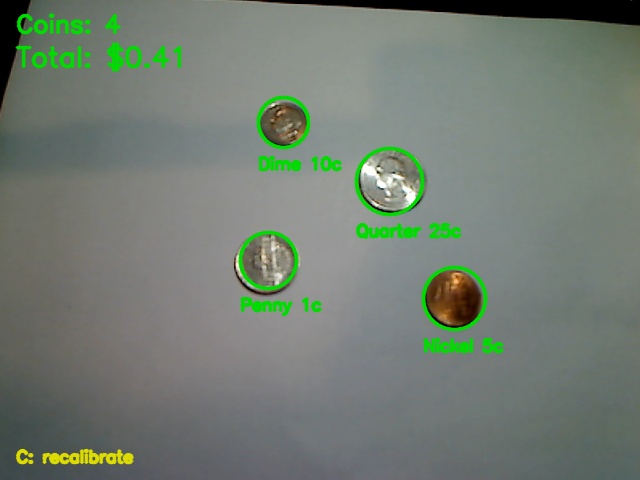 Coins: 4
Total: $0.41
Dime 10c
Quarter 25c
Penny 1c
Nickel 5c
C: recalibrate